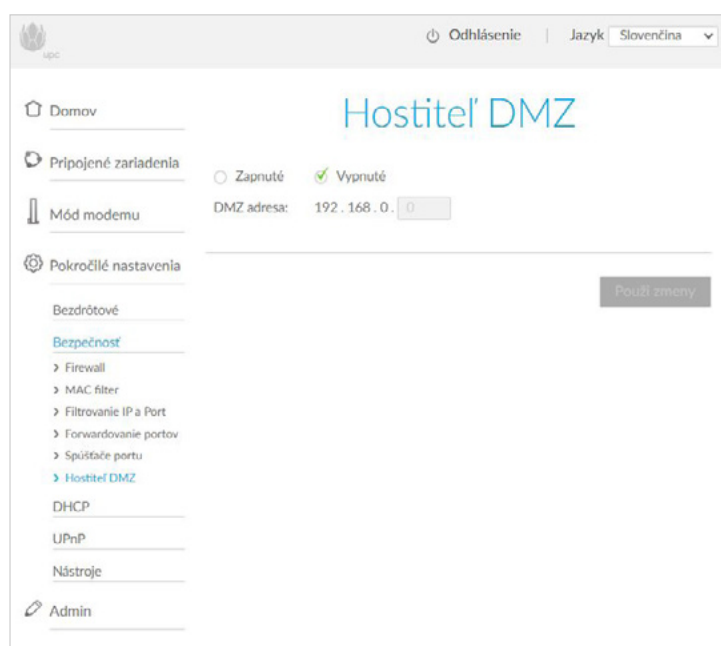 upc
Odhlásenie | Jazyk Slovenčina
Hostiteľ DMZ
Domov
Pripojené zariadenia
Mód modemu
Pokročilé nastavenia
Bezdrôtové
Bezpečnosť
Firewall
MAC filter
Filtrovanie IP a Port
Forwardovanie portov
Spúšťače portu
Hostiteľ DMZ
DHCP
UPnP
Nástroje
Admin
Zapnuté Vypnuté
DMZ adresa: 192.168.0. 0
Použi zmeny